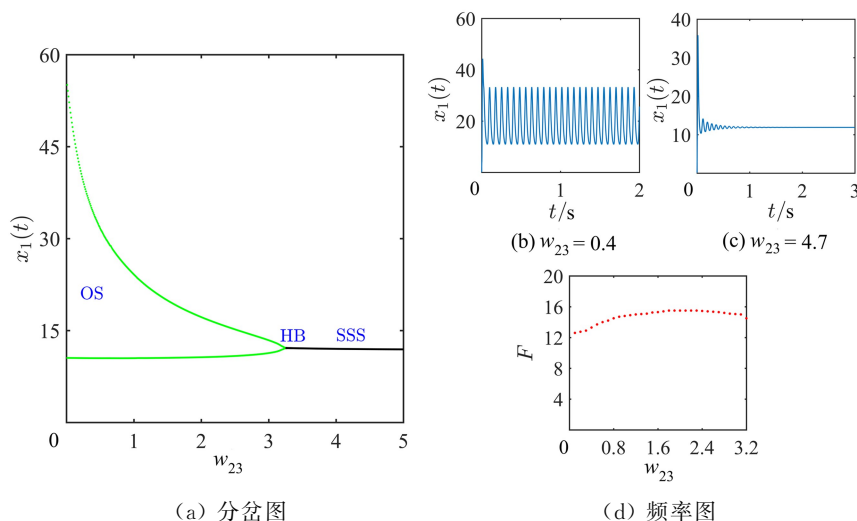 60
45
30
15
0
x₁(t)
OS
HB
SSS
1 2 3 4 5
w₂₃
(a) 分岔图
60
40
20
0
x₁(t)
1 2
t/s
(b) w₂₃ = 0.4
40
30
20
10
0
x₁(t)
1 2 3
t/s
(c) w₂₃ = 4.7
20
16
12
8
4
F
0 0.8 1.6 2.4 3.2
w₂₃
(d) 频率图